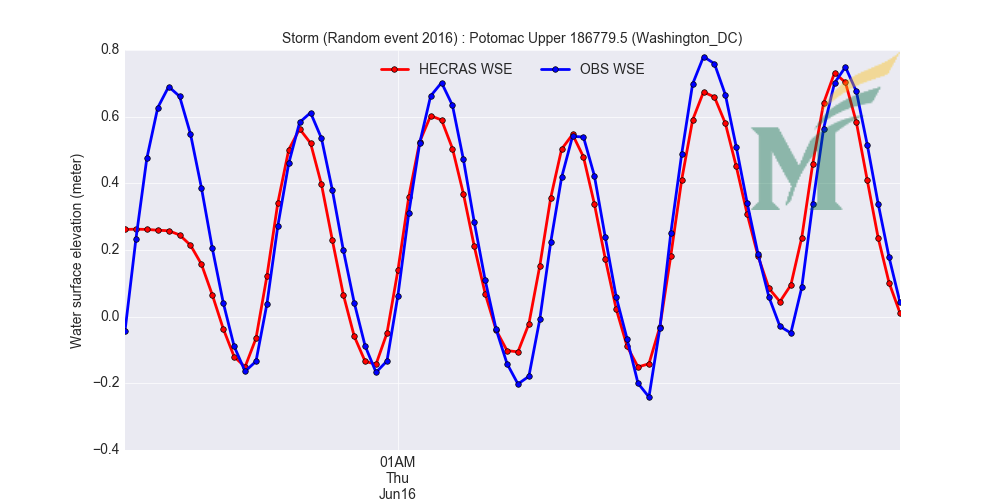 Storm (Random event 2016) : Potomac Upper 186779.5 (Washington_DC)
HECRAS WSE
OBS WSE
Water surface elevation (meter)
0.8
0.6
0.4
0.2
0.0
−0.2
−0.4
01AM
Thu
Jun16
M